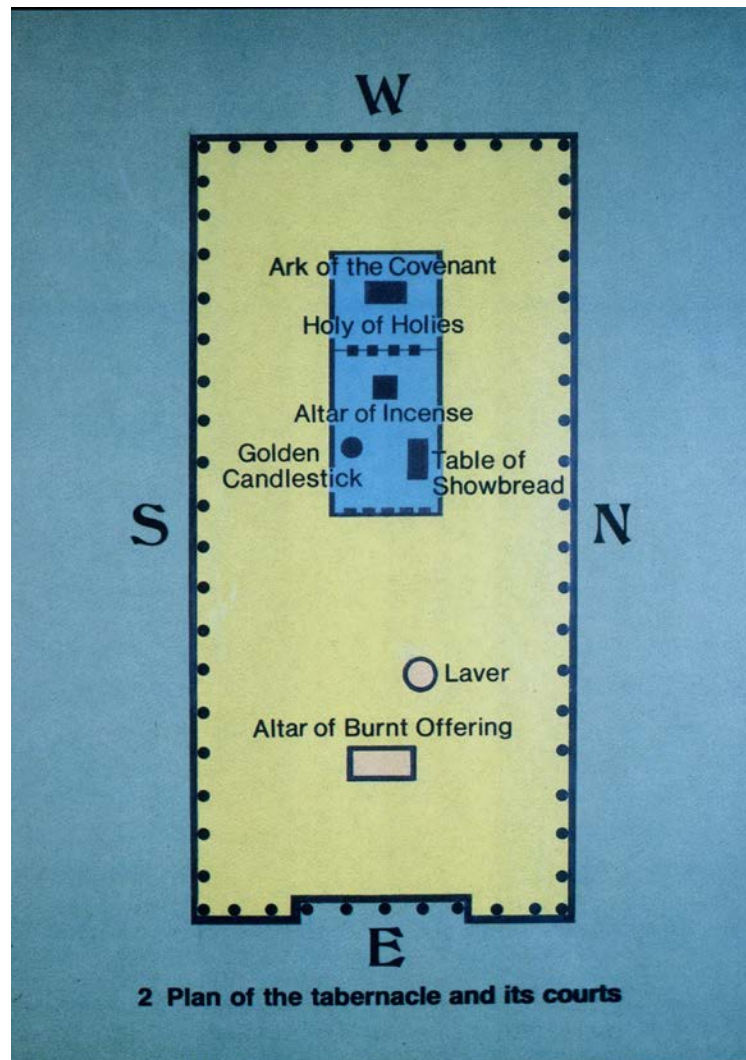 W
Ark of the Covenant
Holy of Holies
Altar of Incense
Golden
Candlestick
Table of
Showbread
S
N
Laver
Altar of Burnt Offering
E
2 Plan of the tabernacle and its courts